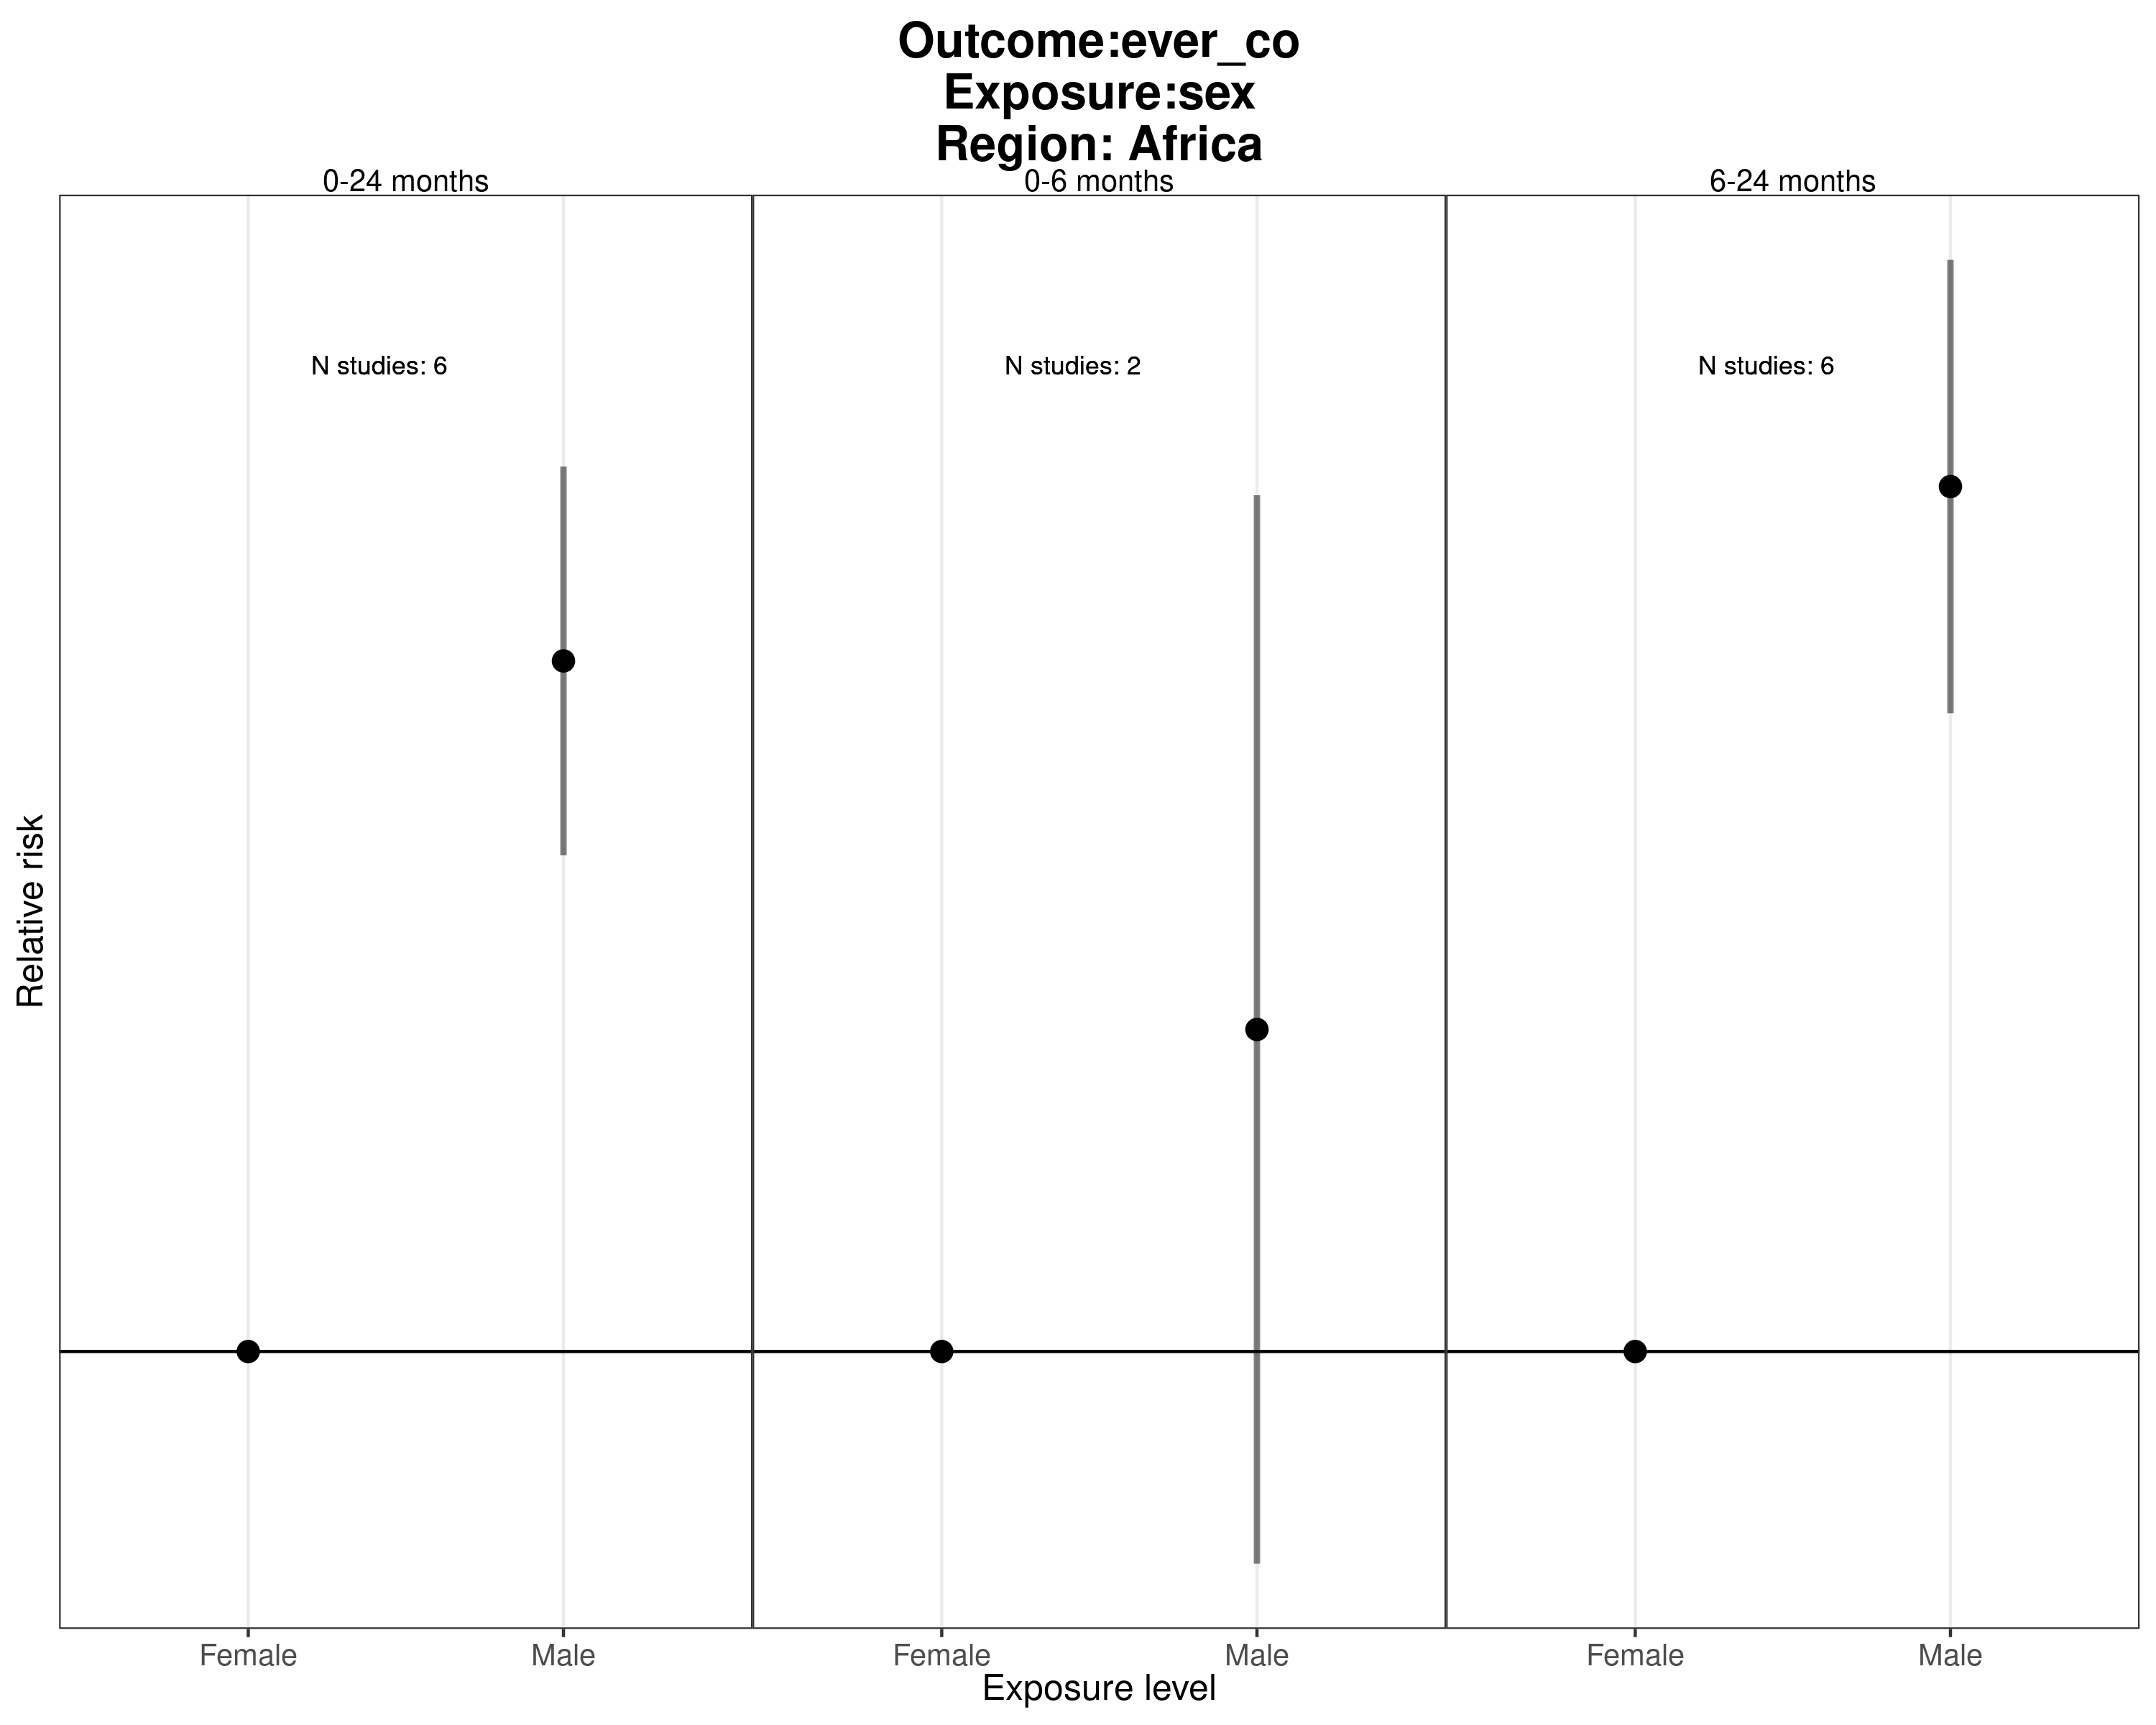 Outcome:ever_co
Exposure:sex
Region: Africa
0-24 months
0-6 months
6-24 months
N studies: 6
N studies: 2
N studies: 6
Relative risk
Female
Male
Female
Male
Female
Male
Exposure level